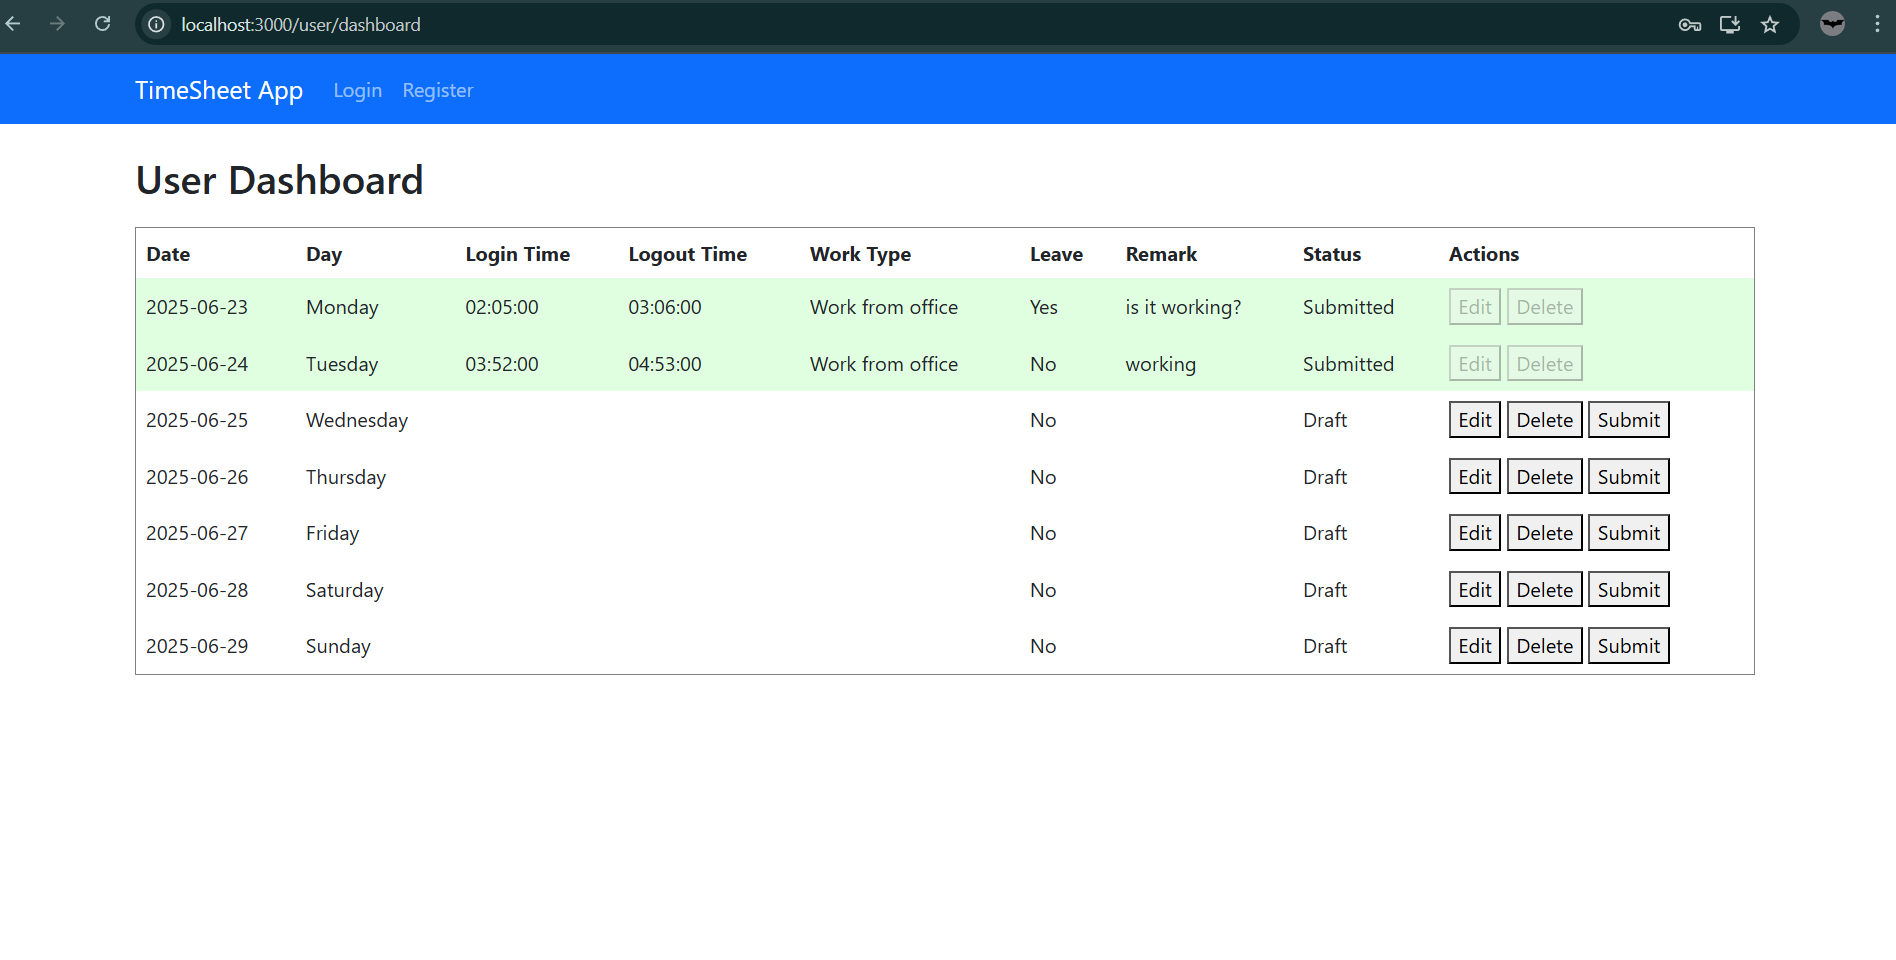 localhost:3000/user/dashboard
TimeSheet App Login Register
User Dashboard
Date Day Login Time Logout Time Work Type Leave Remark Status Actions
2025-06-23 Monday 02:05:00 03:06:00 Work from office Yes is it working? Submitted Edit Delete
2025-06-24 Tuesday 03:52:00 04:53:00 Work from office No working Submitted Edit Delete
2025-06-25 Wednesday No Draft Edit Delete Submit
2025-06-26 Thursday No Draft Edit Delete Submit
2025-06-27 Friday No Draft Edit Delete Submit
2025-06-28 Saturday No Draft Edit Delete Submit
2025-06-29 Sunday No Draft Edit Delete Submit